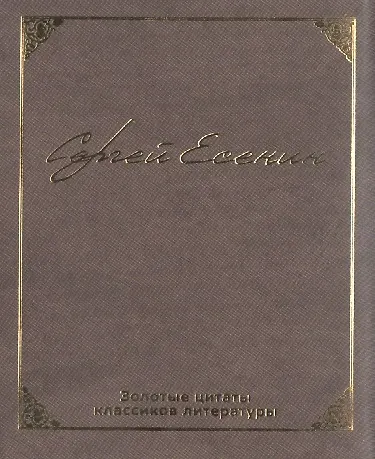 Сергей Есенин
Золотые цитаты
классиков литературы